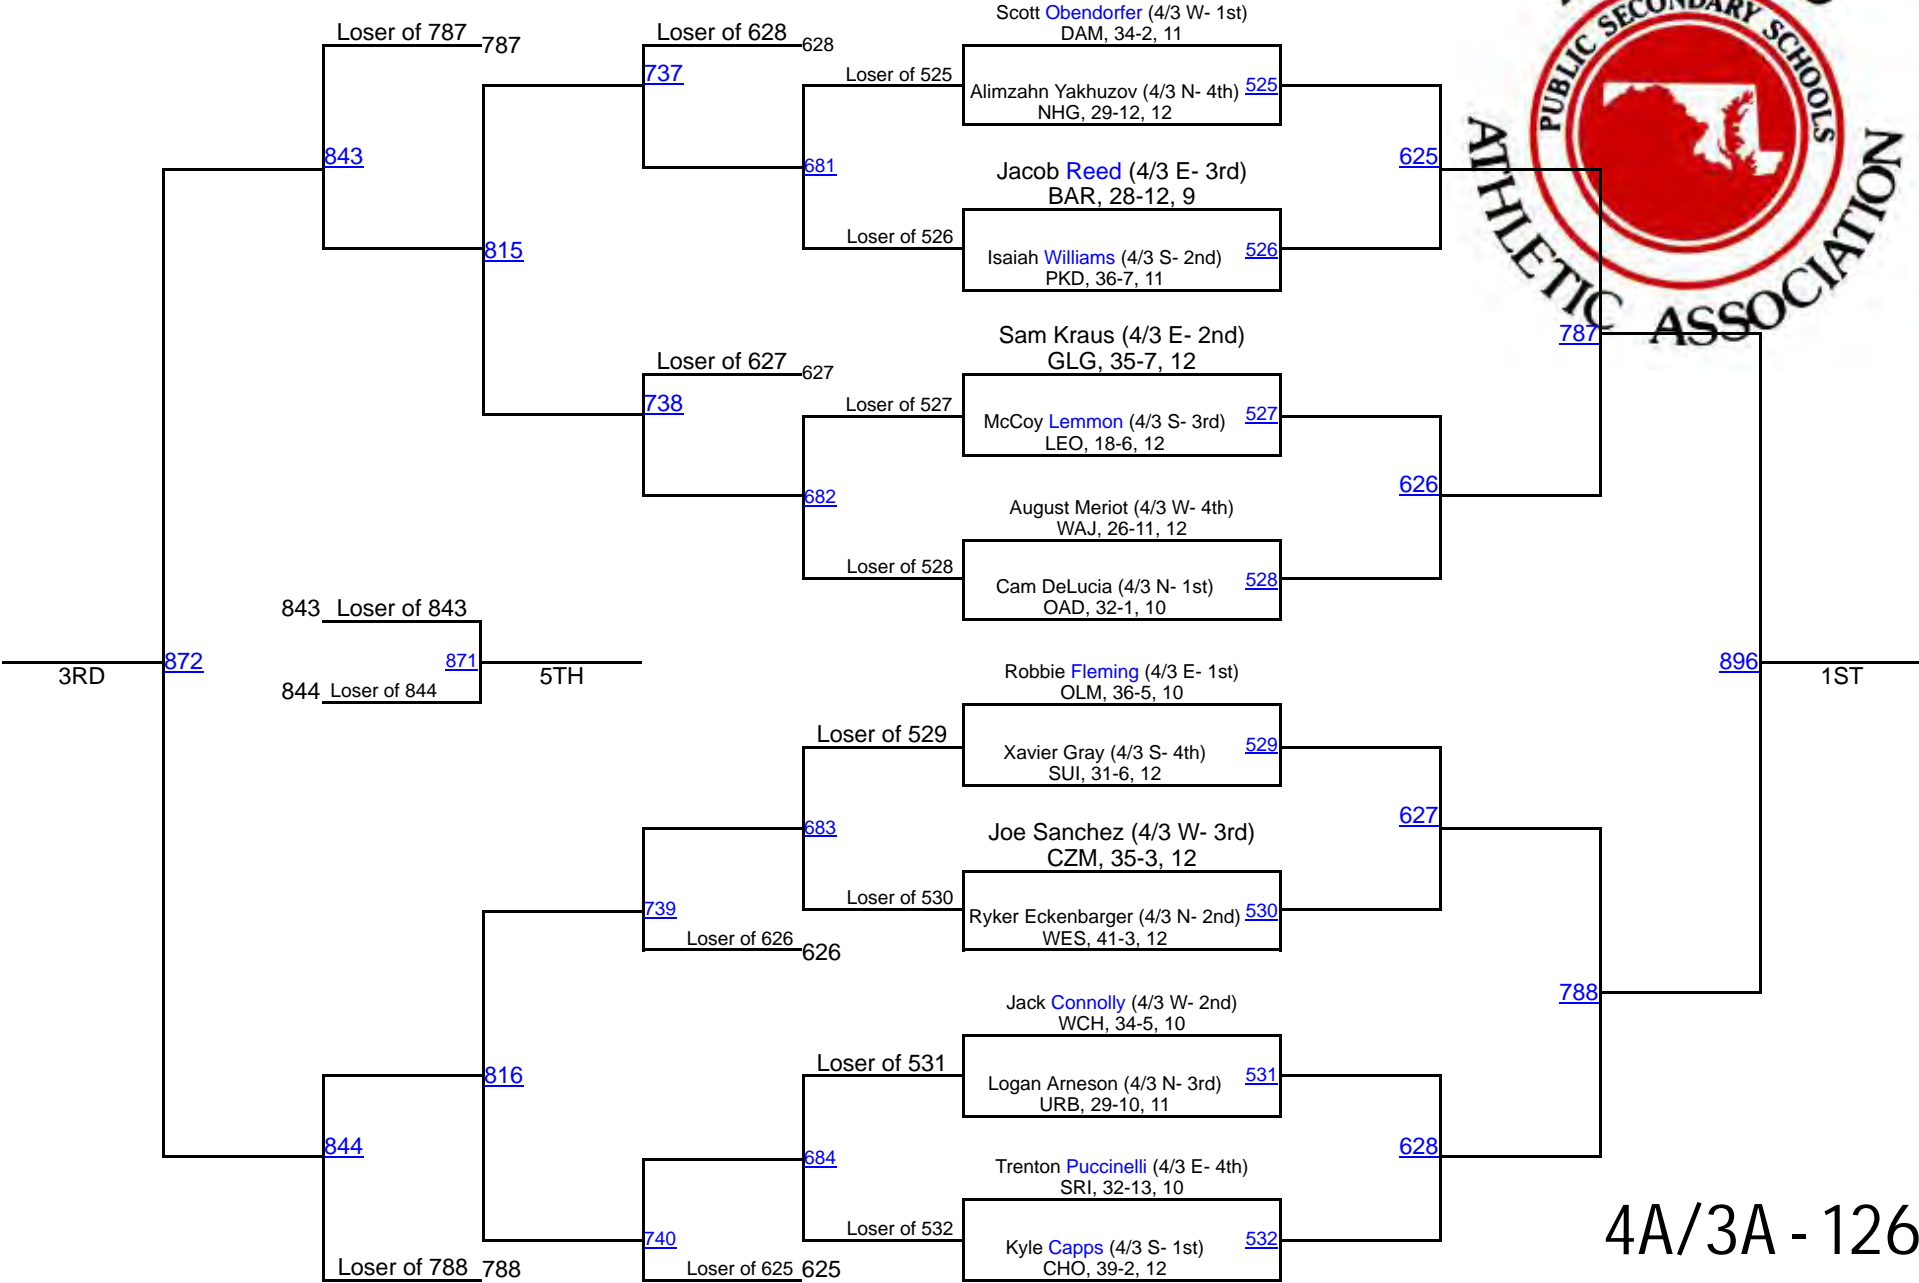 Loser of 787 787
Loser of 628 628
Scott Obendorfer (4/3 W- 1st)
DAM, 34-2, 11
737
Loser of 525
Alimzahn Yakhuzov (4/3 N- 4th) 525
NHG, 29-12, 12
843
681
Jacob Reed (4/3 E- 3rd)
BAR, 28-12, 9
625
815
Loser of 526
Isaiah Williams (4/3 S- 2nd) 526
PKD, 36-7, 11
Sam Kraus (4/3 E- 2nd)
GLG, 35-7, 12
787
Loser of 627 627
738
Loser of 527
McCoy Lemmon (4/3 S- 3rd) 527
LEO, 18-6, 12
682
August Meriot (4/3 W- 4th)
WAJ, 26-11, 12
626
Loser of 528
Cam DeLucia (4/3 N- 1st) 528
OAD, 32-1, 10
843 Loser of 843
3RD
872
871
5TH
896
1ST
844 Loser of 844
Robbie Fleming (4/3 E- 1st)
OLM, 36-5, 10
Loser of 529
Xavier Gray (4/3 S- 4th) 529
SUI, 31-6, 12
683
Joe Sanchez (4/3 W- 3rd)
CZM, 35-3, 12
627
739
Loser of 530
Ryker Eckenbarger (4/3 N- 2nd) 530
WES, 41-3, 12
Loser of 626 626
Jack Connolly (4/3 W- 2nd)
WCH, 34-5, 10
788
816
Loser of 531
Logan Arneson (4/3 N- 3rd) 531
URB, 29-10, 11
844
684
Trenton Puccinelli (4/3 E- 4th)
SRI, 32-13, 10
628
740
Loser of 532
Kyle Capps (4/3 S- 1st) 532
CHO, 39-2, 12
Loser of 788 788
Loser of 625 625
PUBLIC SECONDARY SCHOOLS
ATHLETIC ASSOCIATION
4A/3A - 126